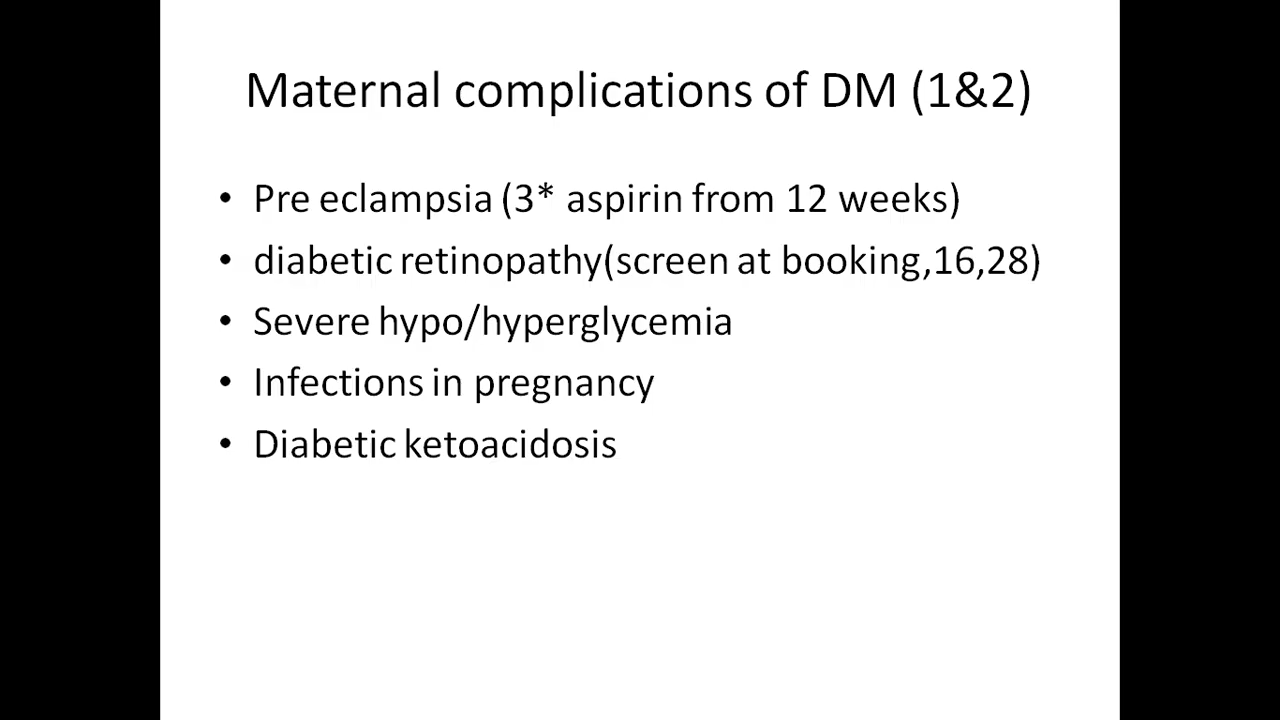 Maternal complications of DM (1&2)
• Pre eclampsia (3* aspirin from 12 weeks)
• diabetic retinopathy(screen at booking,16,28)
• Severe hypo/hyperglycemia
• Infections in pregnancy
• Diabetic ketoacidosis